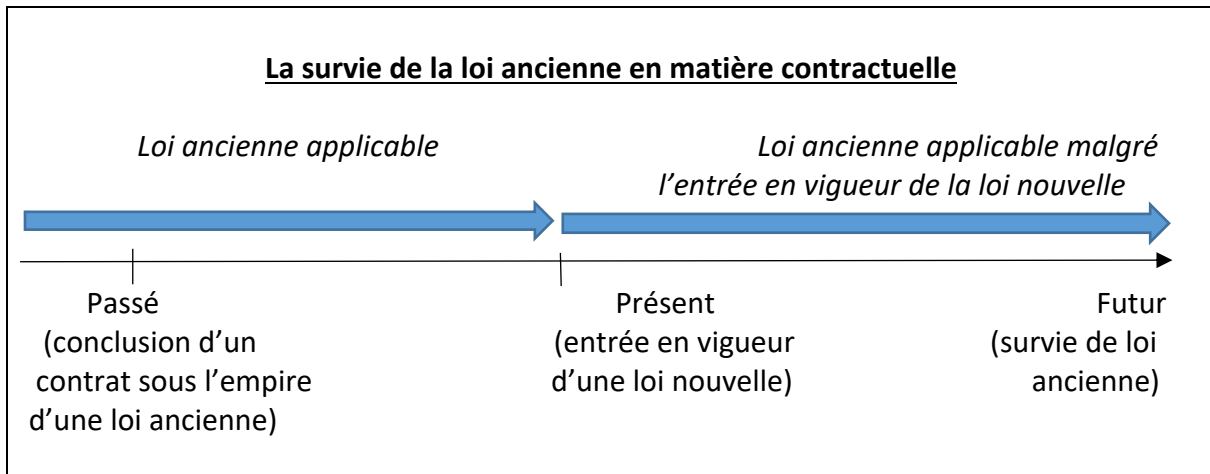 La survie de la loi ancienne en matière contractuelle
Loi ancienne applicable
Loi ancienne applicable malgré
l’entrée en vigueur de la loi nouvelle
Passé
(conclusion d’un
contrat sous l’empire
d’une loi ancienne)
Présent
(entrée en vigueur
d’une loi nouvelle)
Futur
(survie de loi
ancienne)